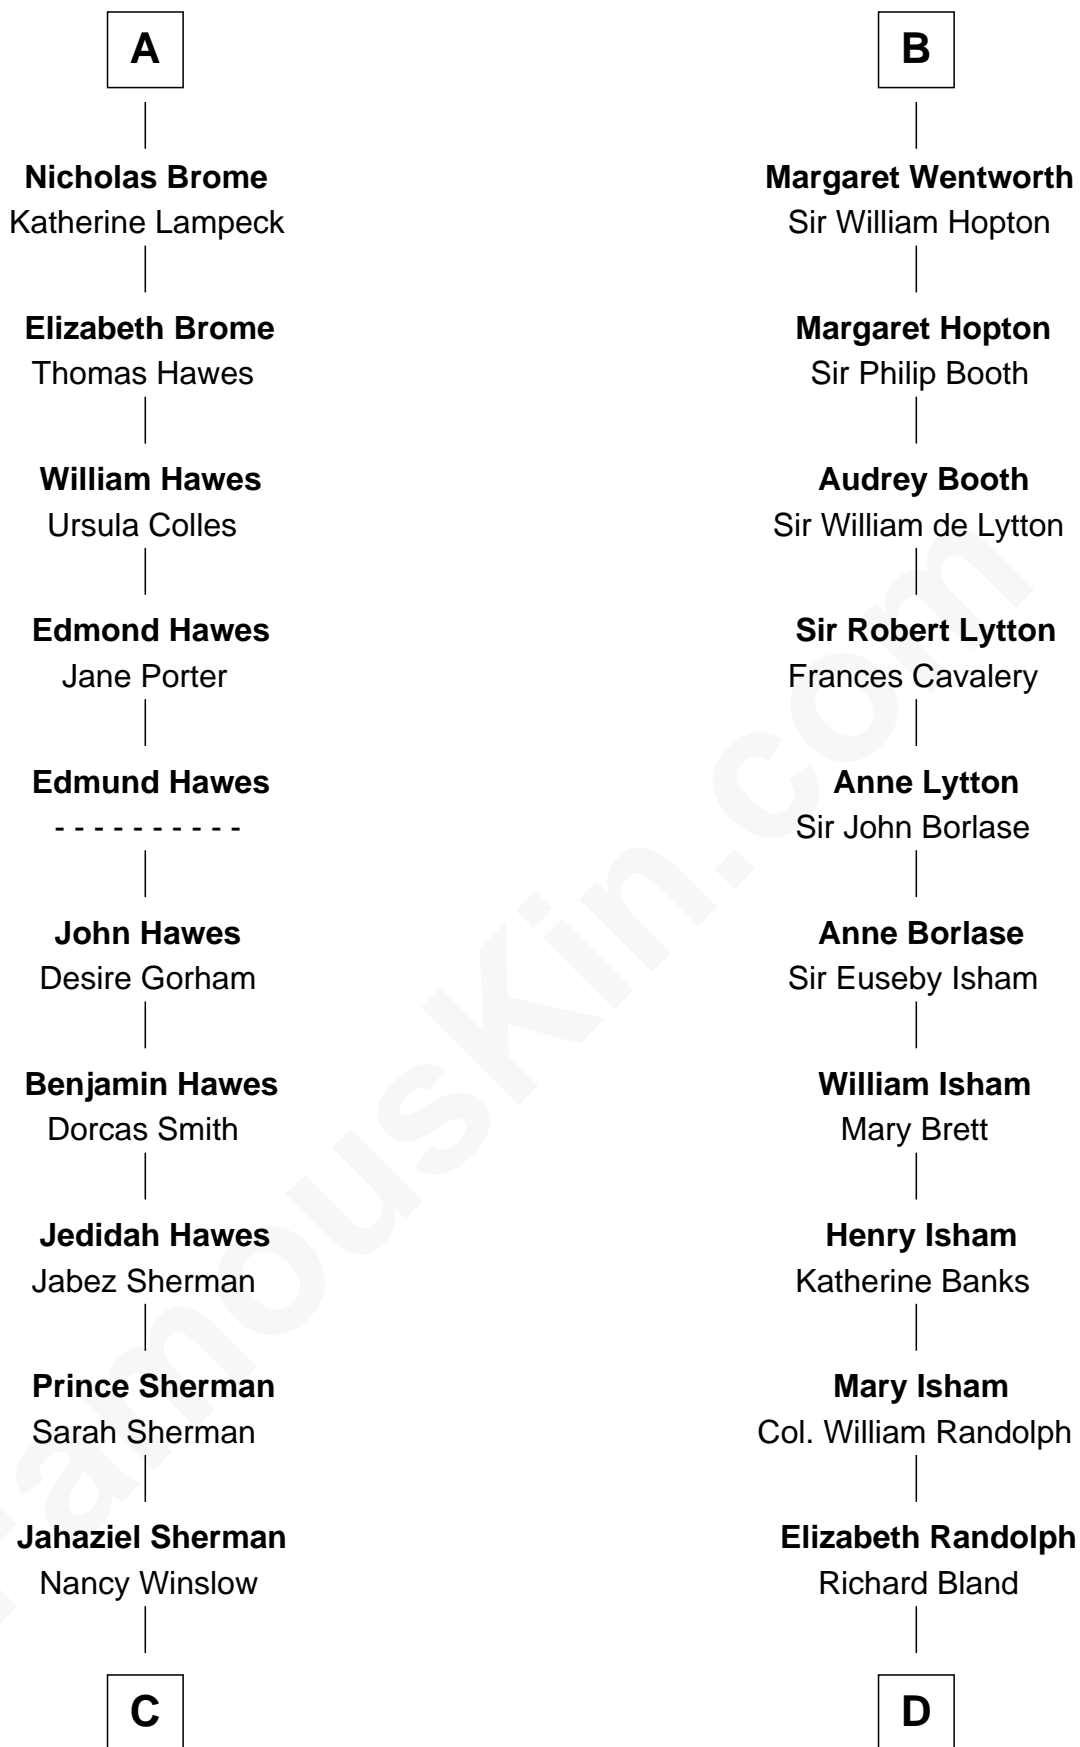 A
Nicholas Brome
Katherine Lampeck
Elizabeth Brome
Thomas Hawes
William Hawes
Ursula Colles
Edmond Hawes
Jane Porter
Edmund Hawes
- - - - - - - - - -
John Hawes
Desire Gorham
Benjamin Hawes
Dorcas Smith
Jedidah Hawes
Jabez Sherman
Prince Sherman
Sarah Sherman
Jahaziel Sherman
Nancy Winslow
C
B
Margaret Wentworth
Sir William Hopton
Margaret Hopton
Sir Philip Booth
Audrey Booth
Sir William de Lytton
Sir Robert Lytton
Frances Cavalery
Anne Lytton
Sir John Borlase
Anne Borlase
Sir Euseby Isham
William Isham
Mary Brett
Henry Isham
Katherine Banks
Mary Isham
Col. William Randolph
Elizabeth Randolph
Richard Bland
D
FamousKin.com